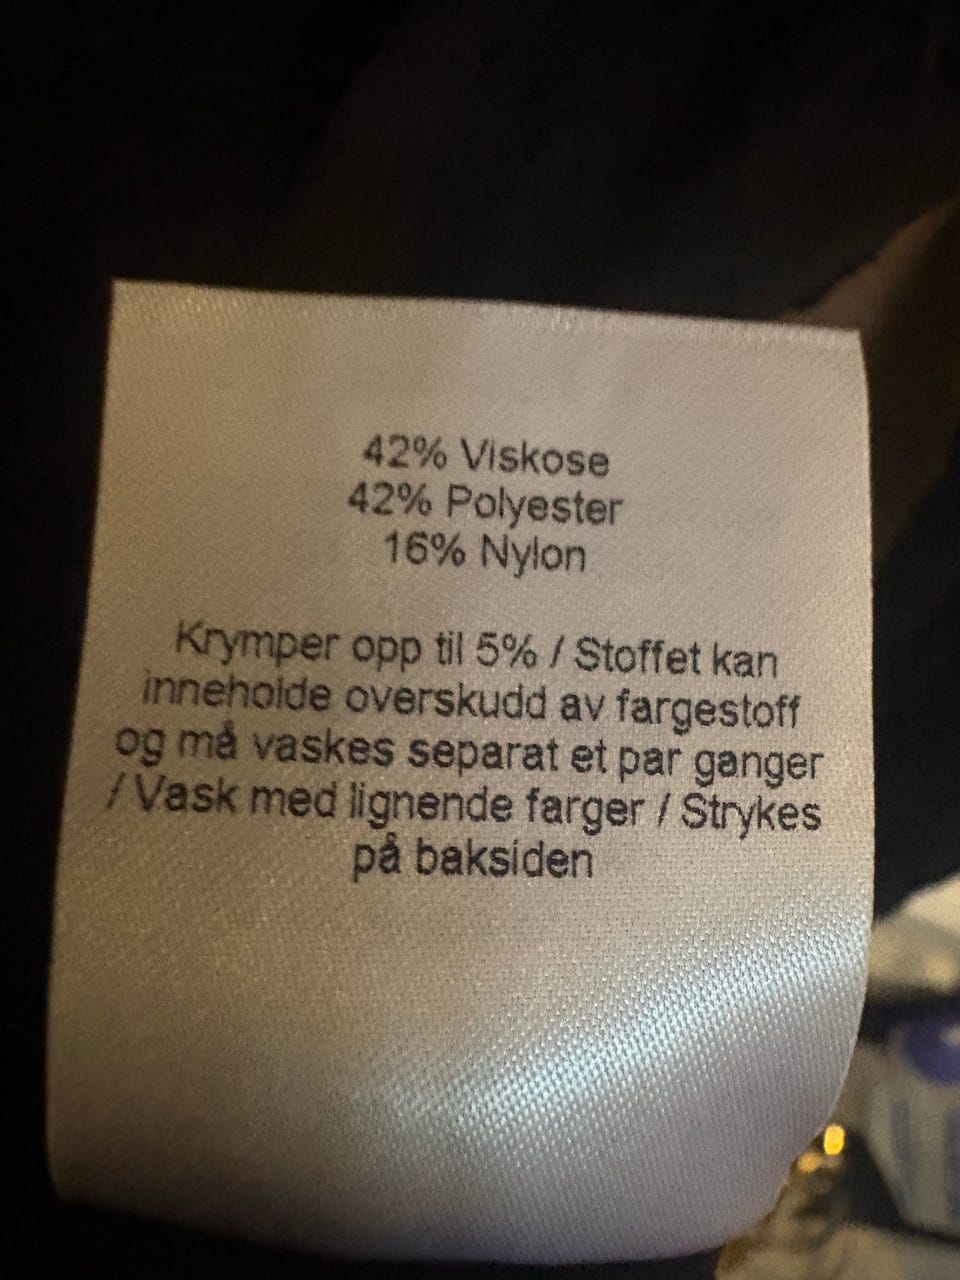 42% Viskose
42% Polyester
16% Nylon
Krymper opp til 5% / Stoffet kan
inneholde overskudd av fargestoff
og må vaskes separat et par ganger
/ Vask med lignende farger / Strykes
på baksiden